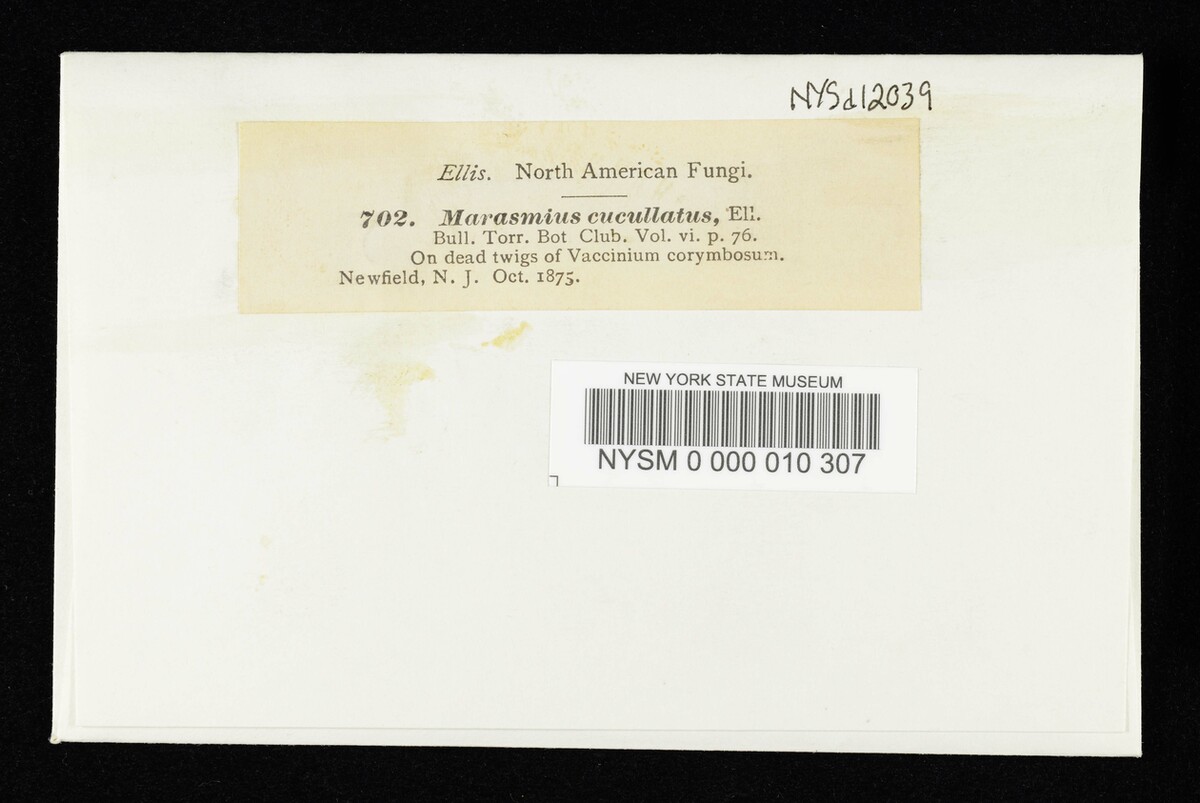 NYSd12039
Ellis. North American Fungi.
702. Marasmius cucullatus, Ell.
Bull. Torr. Bot Club. Vol. vi. p. 76.
On dead twigs of Vaccinium corymbosum.
Newfield, N. J. Oct. 1875.
NEW YORK STATE MUSEUM
NYSM 0 000 010 307